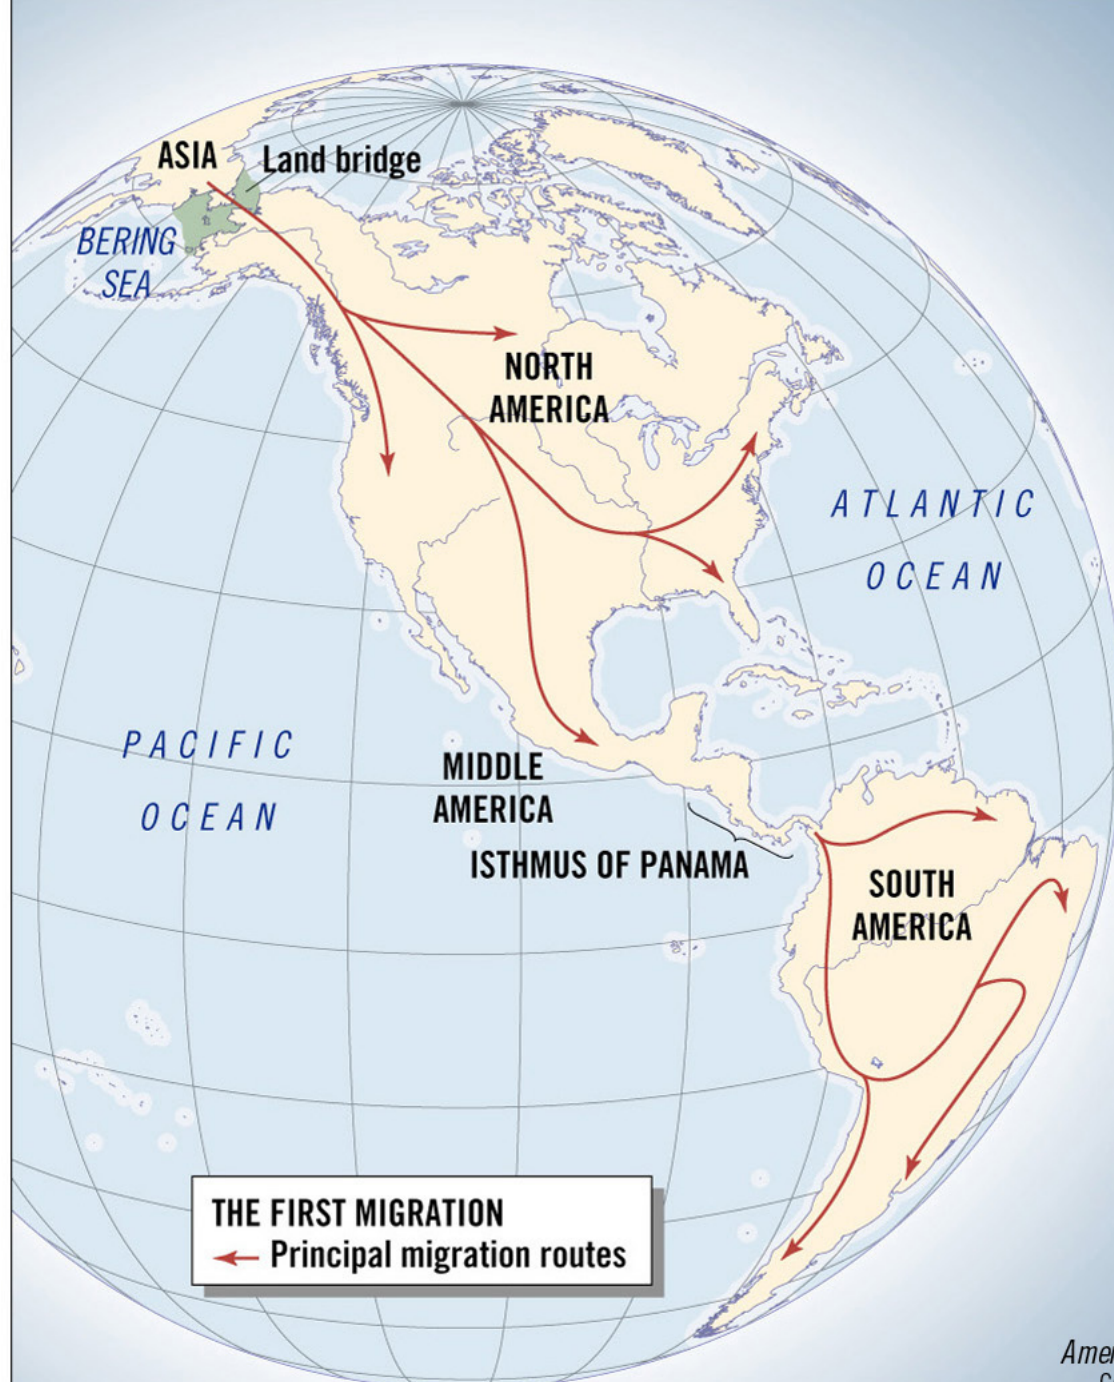 ASIA
Land bridge
BERING
SEA
NORTH
AMERICA
ATLANTIC
OCEAN
PACIFIC
OCEAN
MIDDLE
AMERICA
ISTHMUS OF PANAMA
SOUTH
AMERICA
THE FIRST MIGRATION
Principal migration routes